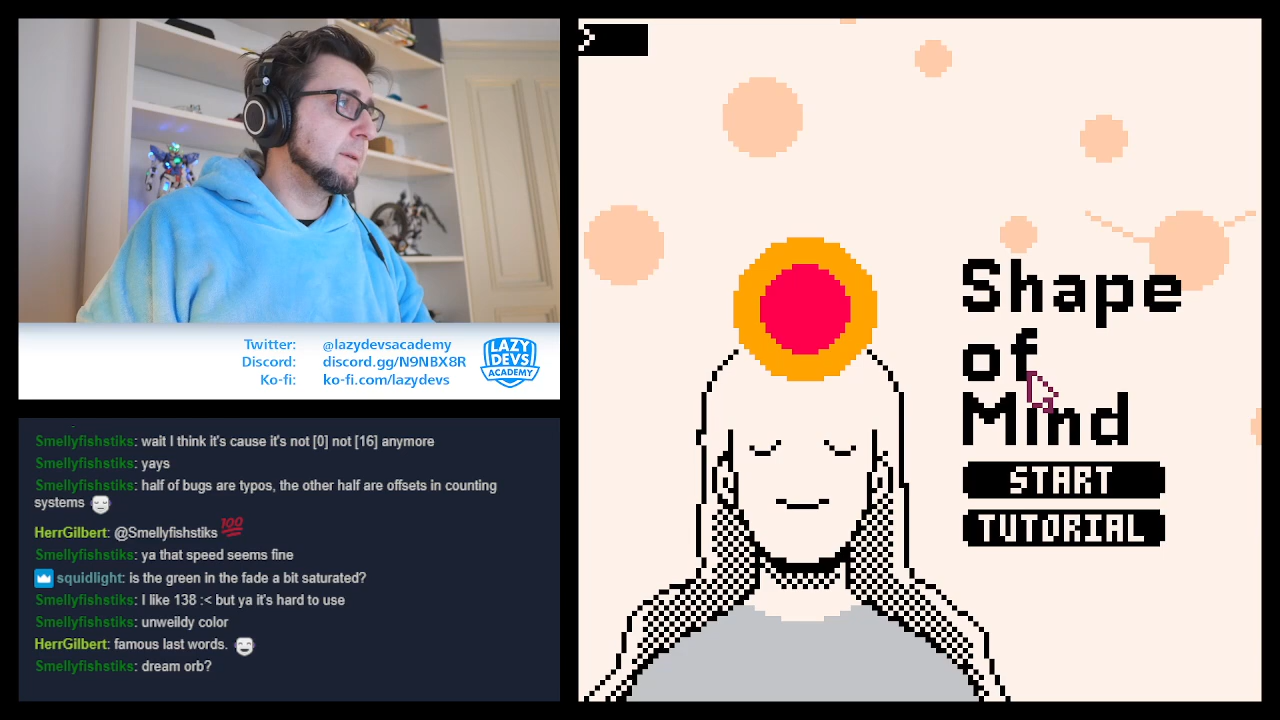 Twitter: @lazydevsacademy
Discord: discord.gg/N9NBX8R
Ko-fi: ko-fi.com/lazydevs
LAZY
DEVS
ACADEMY
Smellyfishstiks: wait I think it's cause it's not [0] not [16] anymore
Smellyfishstiks: yays
Smellyfishstiks: half of bugs are typos, the other half are offsets in counting
systems
HerrGilbert: @Smellyfishstiks 100
Smellyfishstiks: ya that speed seems fine
squidlight: is the green in the fade a bit saturated?
Smellyfishstiks: I like 138 :< but ya it's hard to use
Smellyfishstiks: unweildy color
HerrGilbert: famous last words.
Smellyfishstiks: dream orb?
>
Shape
of
Mind
START
TUTORIAL